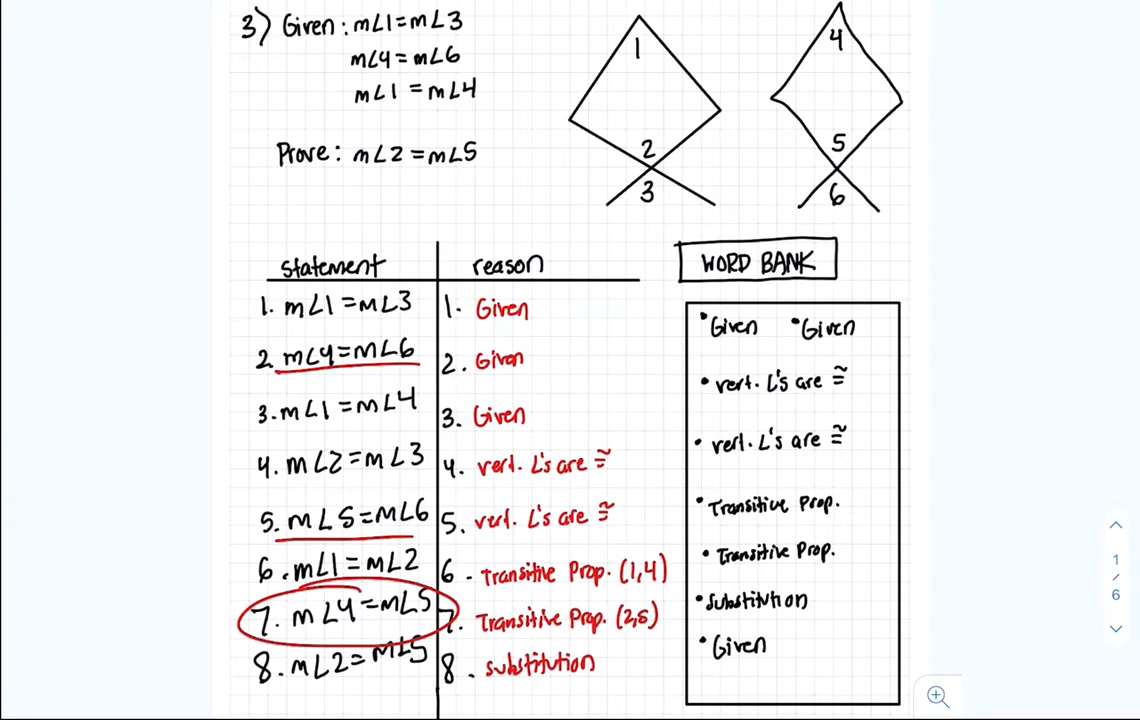 3) Given: m∠1=m∠3
m∠4=m∠6
m∠1=m∠4
Prove: m∠2=m∠5
1
2
3
4
5
6
statement
reason
1. m∠1=m∠3
1. Given
2. m∠4=m∠6
2. Given
3. m∠1=m∠4
3. Given
4. m∠2=m∠3
4. vert. ∠'s are ≅
5. m∠5=m∠6
5. vert. ∠'s are ≅
6. m∠1=m∠2
6. Transitive Prop. (1,4)
7. m∠4=m∠5
7. Transitive Prop. (2,5)
8. m∠2=m∠5
8. substitution
WORD BANK
• Given • Given
• vert. ∠'s are ≅
• vert. ∠'s are ≅
• Transitive Prop.
• Transitive Prop.
• substitution
• Given
1
/
6